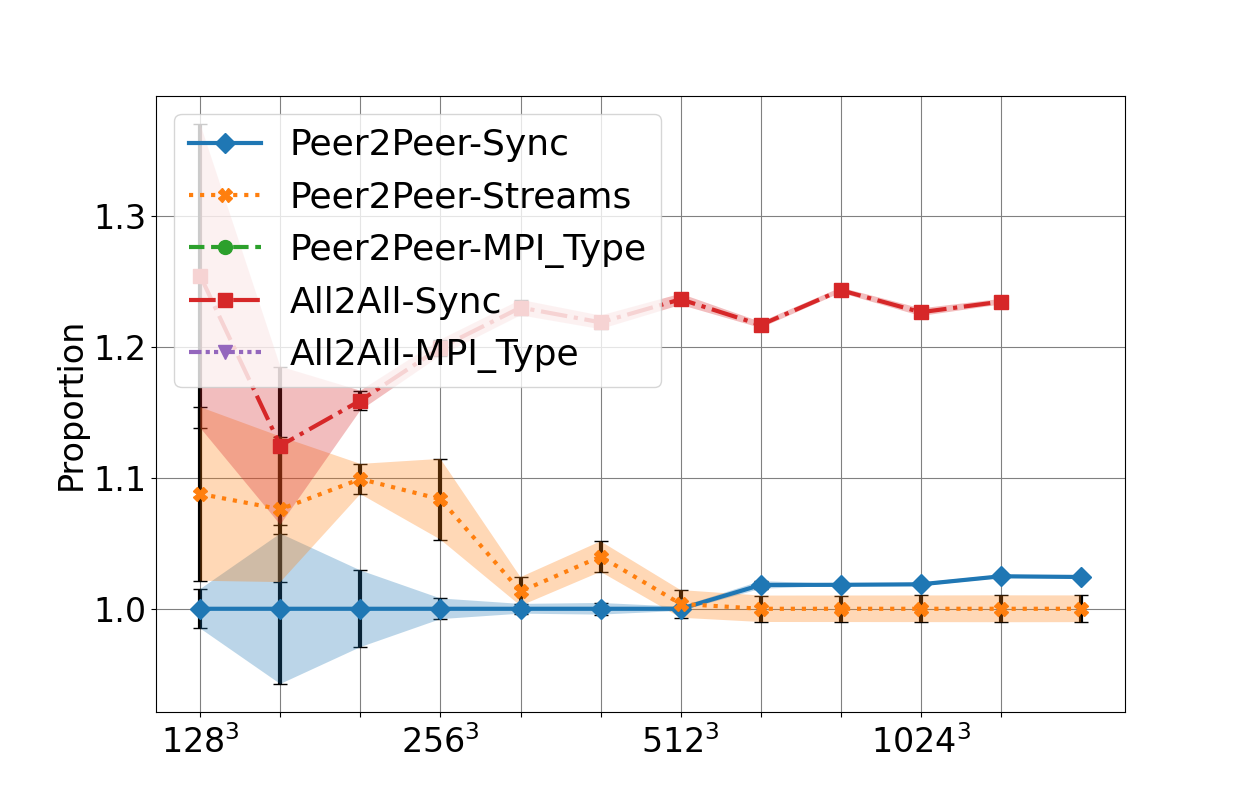 Peer2Peer-Sync
Peer2Peer-Streams
Peer2Peer-MPI_Type
All2All-Sync
All2All-MPI_Type
Proportion
1.3
1.2
1.1
1.0
128³ 256³ 512³ 1024³